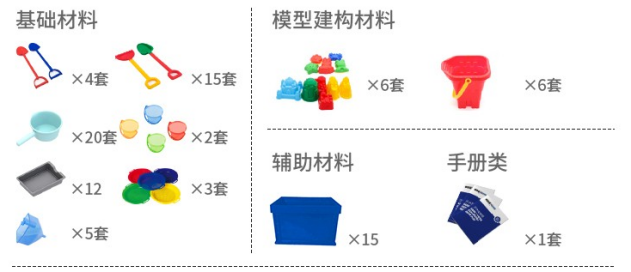 基础材料
×4套
×15套
×20套
×2套
×12
×3套
×5套
模型建构材料
×6套
×6套
辅助材料
×15
手册类
×1套